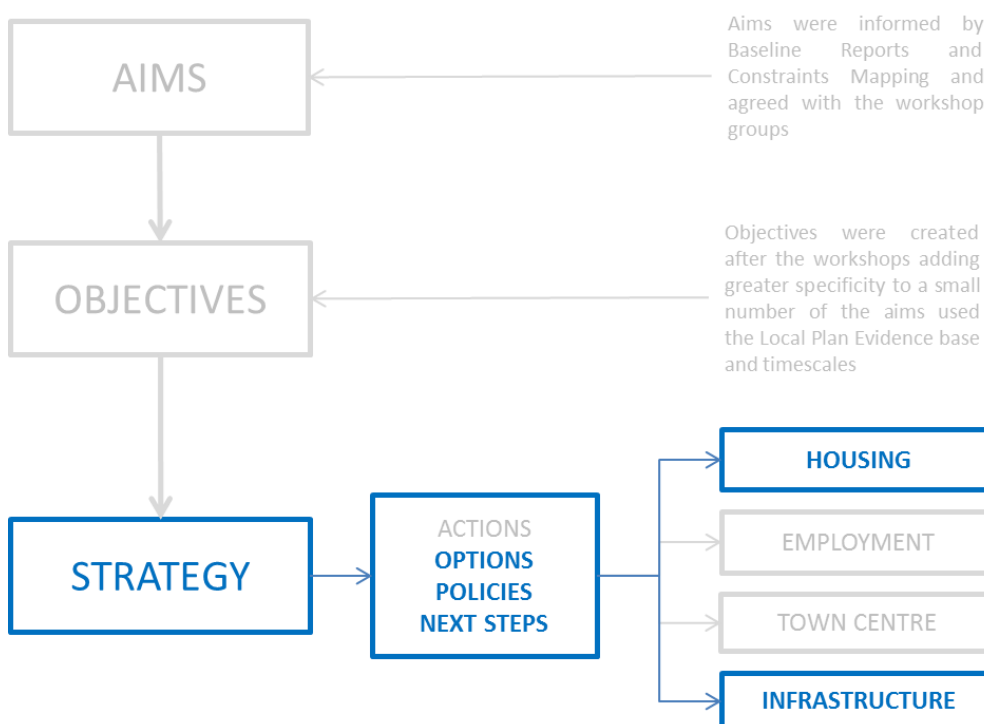 AIMS
Aims were informed by
Baseline Reports and
Constraints Mapping and
agreed with the workshop
groups
OBJECTIVES
Objectives were created
after the workshops adding
greater specificity to a small
number of the aims used
the Local Plan Evidence base
and timescales
STRATEGY
ACTIONS
OPTIONS
POLICIES
NEXT STEPS
HOUSING
EMPLOYMENT
TOWN CENTRE
INFRASTRUCTURE